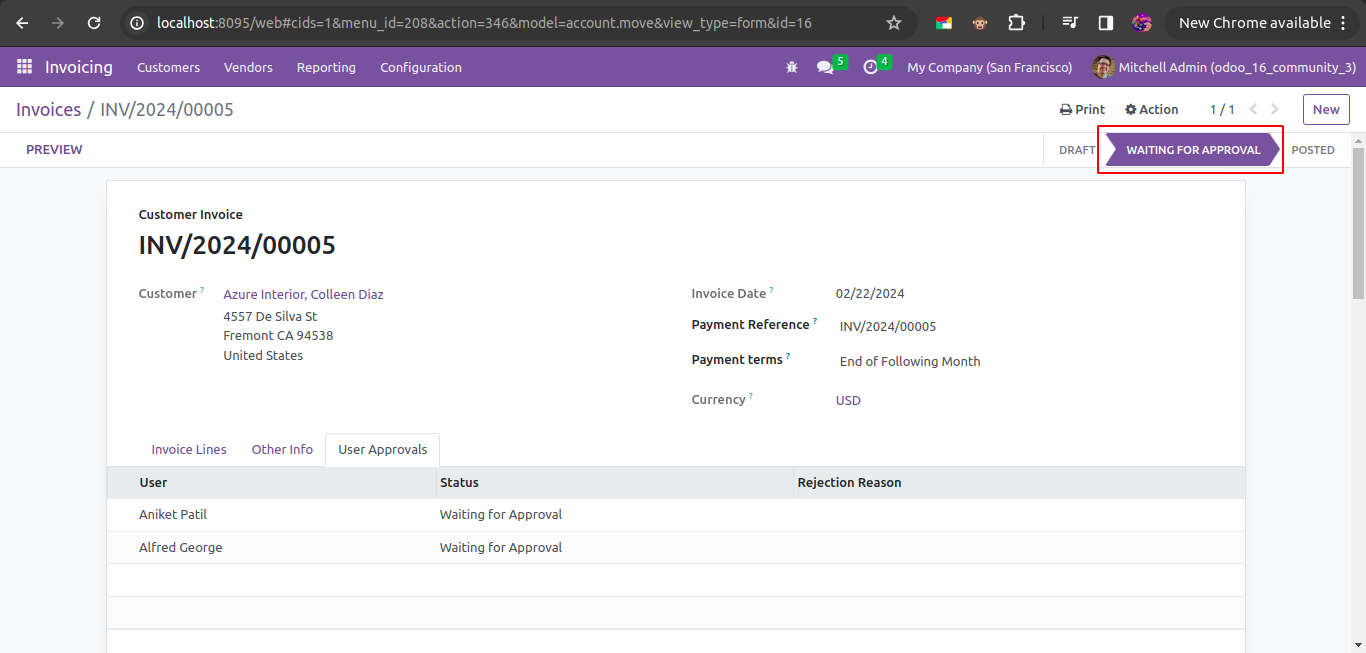 localhost:8095/web#cids=1&menu_id=208&action=346&model=account.move&view_type=form&id=16 New Chrome available
Invoicing Customers Vendors Reporting Configuration 5 4 My Company (San Francisco) Mitchell Admin (odoo_16_community_3)
Invoices / INV/2024/00005 Print Action 1 / 1 New
PREVIEW DRAFT WAITING FOR APPROVAL POSTED
Customer Invoice
INV/2024/00005
Customer ? Azure Interior, Colleen Diaz Invoice Date ? 02/22/2024
4557 De Silva St
Fremont CA 94538 Payment Reference ? INV/2024/00005
United States
Payment terms ? End of Following Month
Currency ? USD
Invoice Lines Other Info User Approvals
User Status Rejection Reason
Aniket Patil Waiting for Approval
Alfred George Waiting for Approval